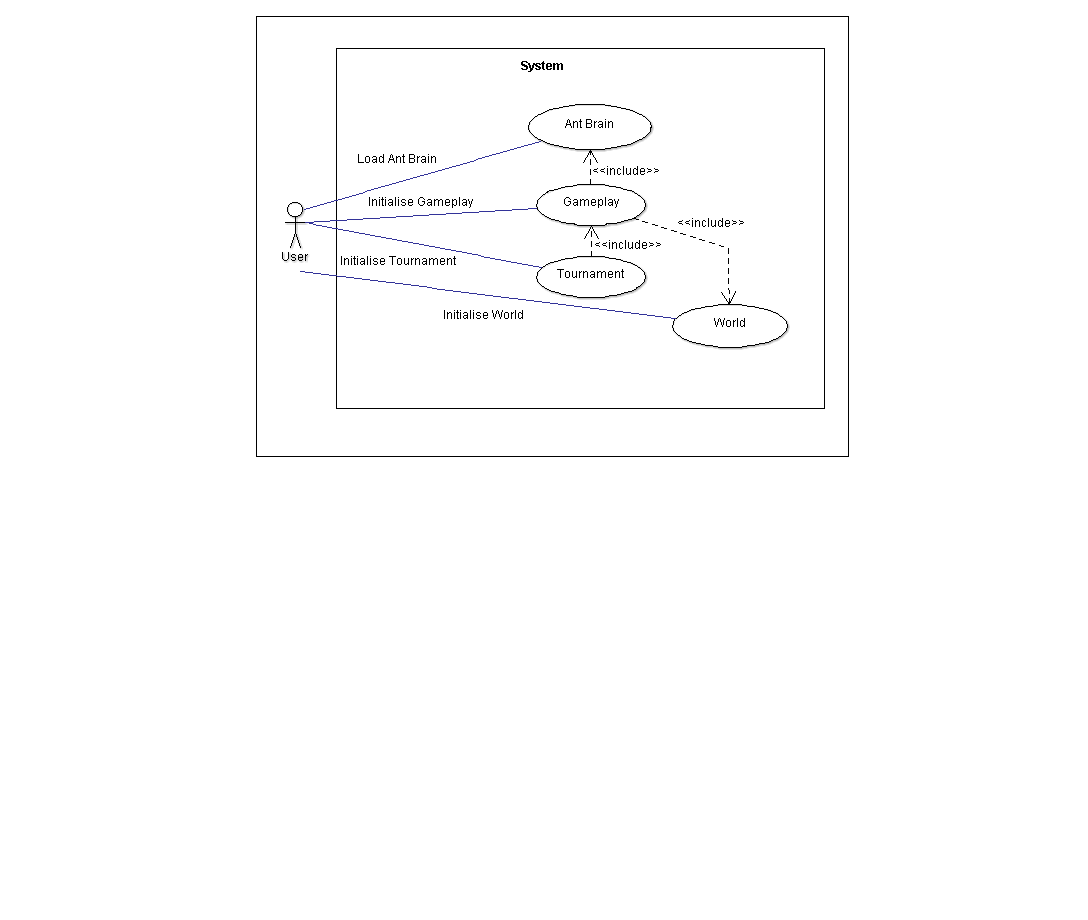 System
Ant Brain
Load Ant Brain
<<include>>
Initialise Gameplay
Gameplay
<<include>>
<<include>>
User
Initialise Tournament
Tournament
Initialise World
World